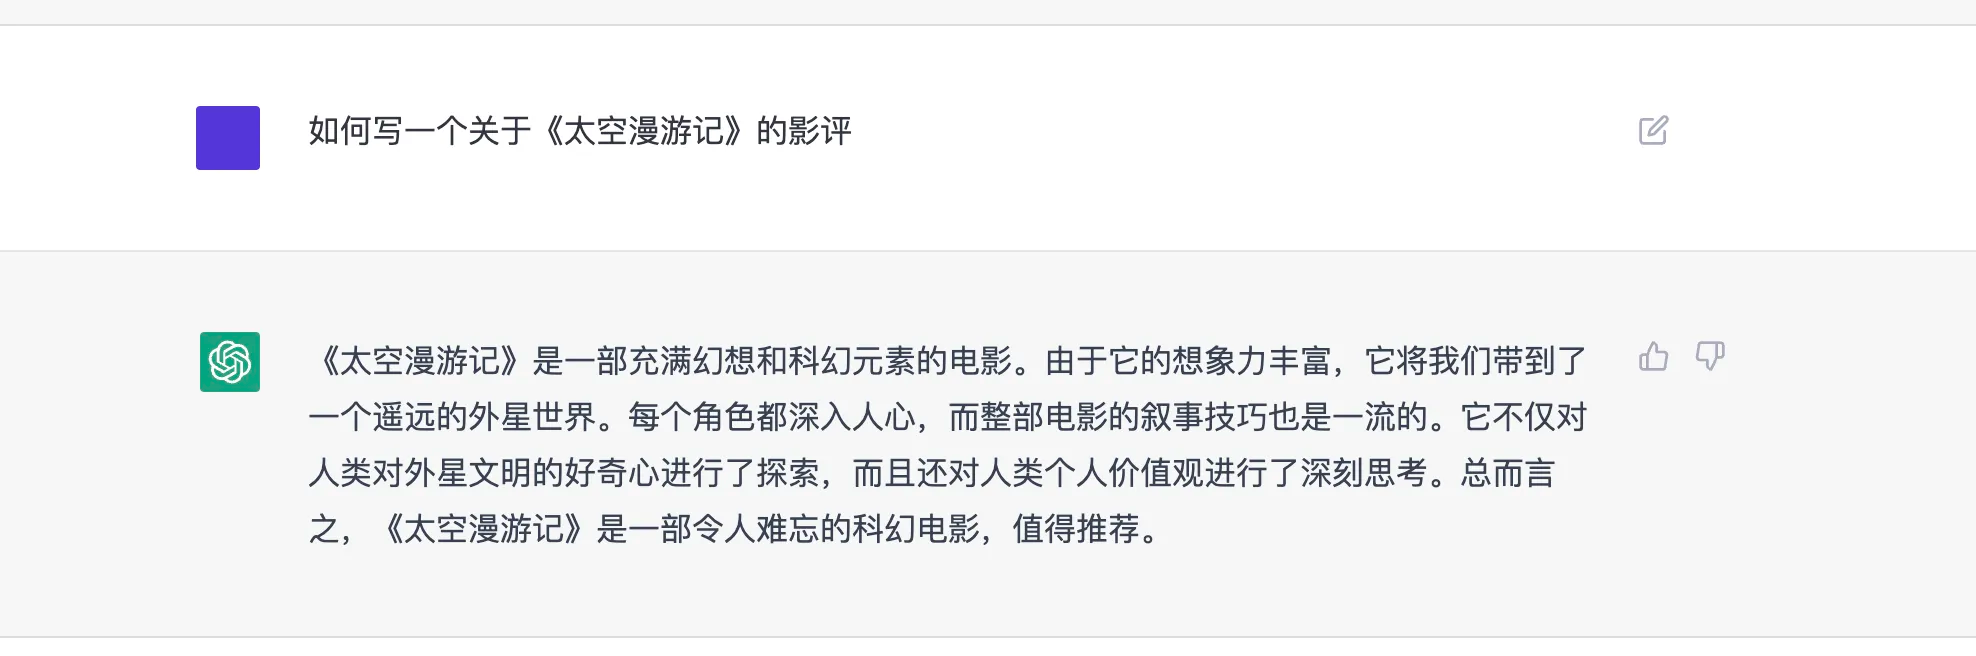 如何写一个关于《太空漫游记》的影评
《太空漫游记》是一部充满幻想和科幻元素的电影。由于它的想象力丰富，它将我们带到了
一个遥远的外星世界。每个角色都深入人心，而整部电影的叙事技巧也是一流的。它不仅对
人类对外星文明的好奇心进行了探索，而且还对人类个人价值观进行了深刻思考。总而言
之，《太空漫游记》是一部令人难忘的科幻电影，值得推荐。